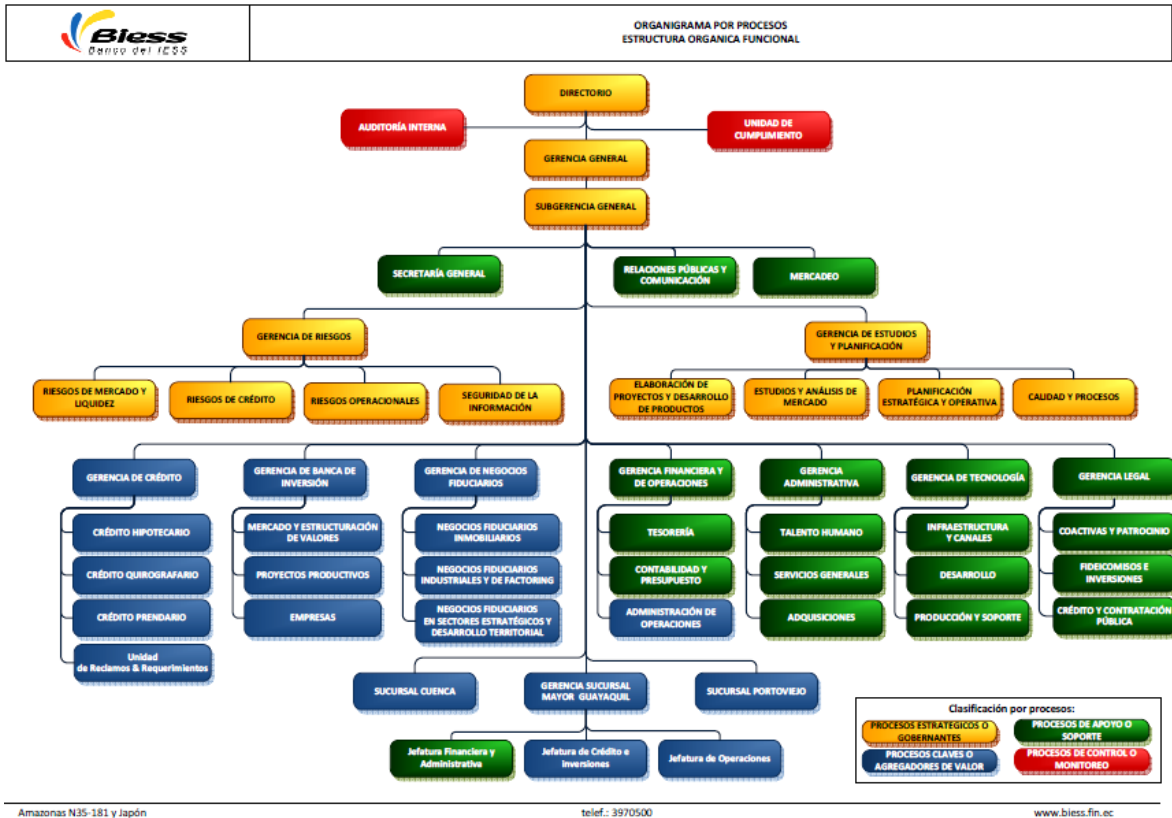 Biess
Banco del IESS
ORGANIGRAMA POR PROCESOS
ESTRUCTURA ORGANICA FUNCIONAL
DIRECTORIO
AUDITORÍA INTERNA
UNIDAD DE
CUMPLIMIENTO
GERENCIA GENERAL
SUBGERENCIA GENERAL
SECRETARÍA GENERAL
RELACIONES PÚBLICAS Y
COMUNICACIÓN
MERCADEO
GERENCIA DE RIESGOS
GERENCIA DE ESTUDIOS
Y PLANIFICACIÓN
RIESGOS DE MERCADO Y
LIQUIDEZ
RIESGOS DE CRÉDITO
RIESGOS OPERACIONALES
SEGURIDAD DE LA
INFORMACIÓN
ELABORACIÓN DE
PROYECTOS Y DESARROLLO
DE PRODUCTOS
ESTUDIOS Y ANÁLISIS DE
MERCADO
PLANIFICACIÓN
ESTRATÉGICA Y OPERATIVA
CALIDAD Y PROCESOS
GERENCIA DE CRÉDITO
CRÉDITO HIPOTECARIO
CRÉDITO QUIROGRAFARIO
CRÉDITO PRENDARIO
Unidad
de Reclamos & Requerimientos
GERENCIA DE BANCA DE
INVERSIÓN
MERCADO Y ESTRUCTURACIÓN
DE VALORES
PROYECTOS PRODUCTIVOS
EMPRESAS
GERENCIA DE NEGOCIOS
FIDUCIARIOS
NEGOCIOS FIDUCIARIOS
INMOBILIARIOS
NEGOCIOS FIDUCIARIOS
INDUSTRIALES Y DE FACTORING
NEGOCIOS FIDUCIARIOS
EN SECTORES ESTRATÉGICOS Y
DESARROLLO TERRITORIAL
GERENCIA FINANCIERA Y
DE OPERACIONES
TESORERÍA
CONTABILIDAD Y
PRESUPUESTO
ADMINISTRACIÓN DE
OPERACIONES
GERENCIA
ADMINISTRATIVA
TALENTO HUMANO
SERVICIOS GENERALES
ADQUISICIONES
GERENCIA DE TECNOLOGÍA
INFRAESTRUCTURA
Y CANALES
DESARROLLO
PRODUCCIÓN Y SOPORTE
GERENCIA LEGAL
COACTIVAS Y PATROCINIO
FIDEICOMISOS E
INVERSIONES
CRÉDITO Y CONTRATACIÓN
PÚBLICA
SUCURSAL CUENCA
GERENCIA SUCURSAL
MAYOR GUAYAQUIL
SUCURSAL PORTOVIEJO
Jefatura Financiera y
Administrativa
Jefatura de Crédito e
Inversiones
Jefatura de Operaciones
Clasificación por procesos:
PROCESOS ESTRATEGICOS O
GOBERNANTES
PROCESOS DE APOYO O
SOPORTE
PROCESOS CLAVES O
AGREGADORES DE VALOR
PROCESOS DE CONTROL O
MONITOREO
Amazonas N35-181 y Japón
telef.: 3970500
www.biess.fin.ec